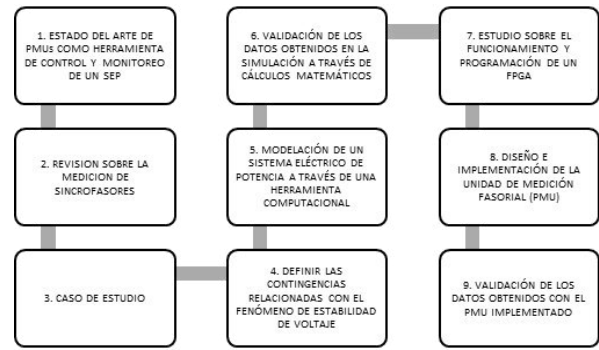 1. ESTADO DEL ARTE DE
PMUs COMO HERRAMIENTA
DE CONTROL Y MONITOREO
DE UN SEP
2. REVISION SOBRE LA
MEDICION DE
SINCROFASORES
3. CASO DE ESTUDIO
4. DEFINIR LAS
CONTINGENCIAS
RELACIONADAS CON EL
FENÓMENO DE ESTABILIDAD
DE VOLTAJE
5. MODELACIÓN DE UN
SISTEMA ELÉCTRICO DE
POTENCIA A TRAVÉS DE UNA
HERRAMIENTA
COMPUTACIONAL
6. VALIDACIÓN DE LOS
DATOS OBTENIDOS EN LA
SIMULACIÓN A TRAVÉS DE
CÁLCULOS MATEMÁTICOS
7. ESTUDIO SOBRE EL
FUNCIONAMIENTO Y
PROGRAMACIÓN DE UN
FPGA
8. DISEÑO E
IMPLEMENTACIÓN DE LA
UNIDAD DE MEDICIÓN
FASORIAL (PMU)
9. VALIDACIÓN DE LOS
DATOS OBTENIDOS CON EL
PMU IMPLEMENTADO